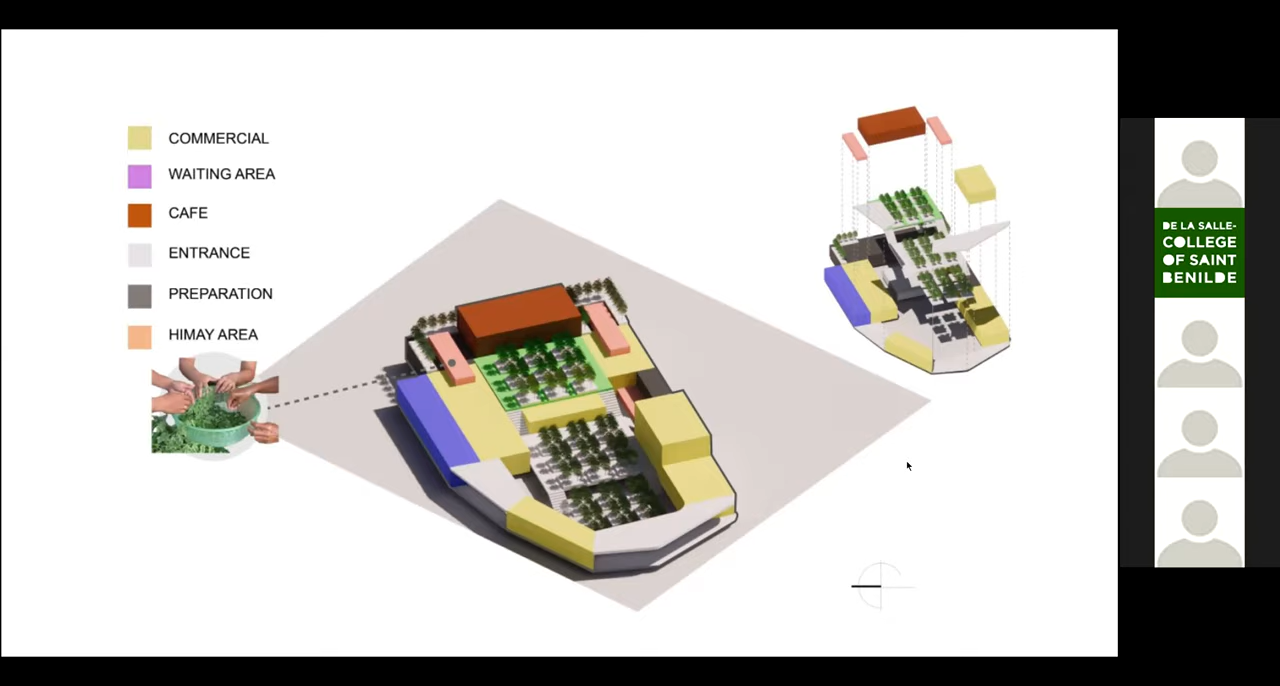 COMMERCIAL
WAITING AREA
CAFE
ENTRANCE
PREPARATION
HIMAY AREA
DE LA SALLE-
COLLEGE
OF SAINT
BENILDE